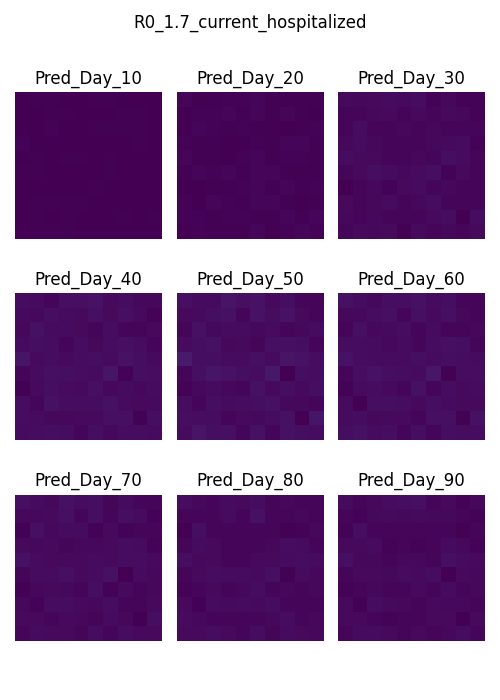 R0_1.7_current_hospitalized
Pred_Day_10 Pred_Day_20 Pred_Day_30
Pred_Day_40 Pred_Day_50 Pred_Day_60
Pred_Day_70 Pred_Day_80 Pred_Day_90